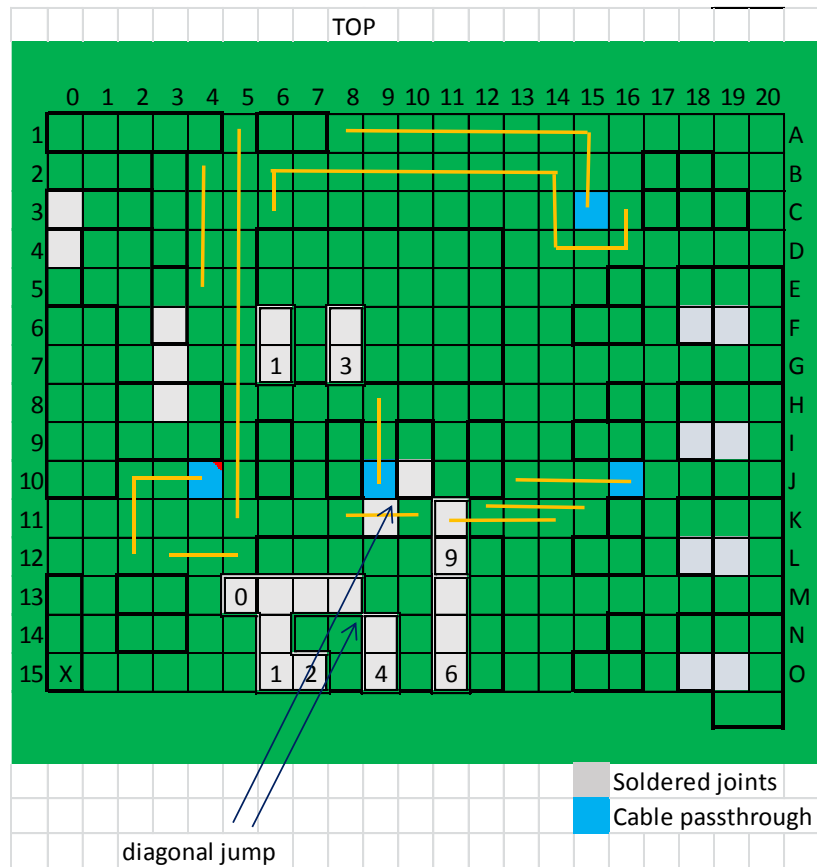 TOP
0 1 2 3 4 5 6 7 8 9 10 11 12 13 14 15 16 17 18 19 20
1 A
2 B
3 C
4 D
5 E
6 F
7 1 3 G
8 H
9 I
10 J
11 K
12 9 L
13 0 M
14 N
15 X 1 2 4 6 O
Soldered joints
Cable passthrough
diagonal jump